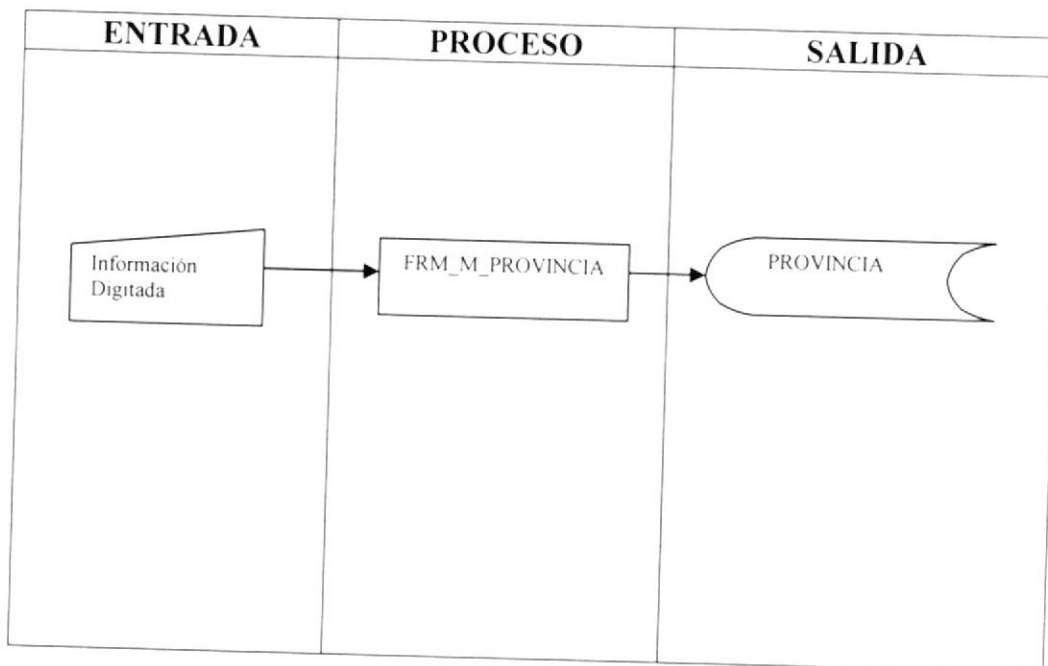 ENTRADA
PROCESO
SALIDA
Información
Digitada
FRM_M_PROVINCIA
PROVINCIA